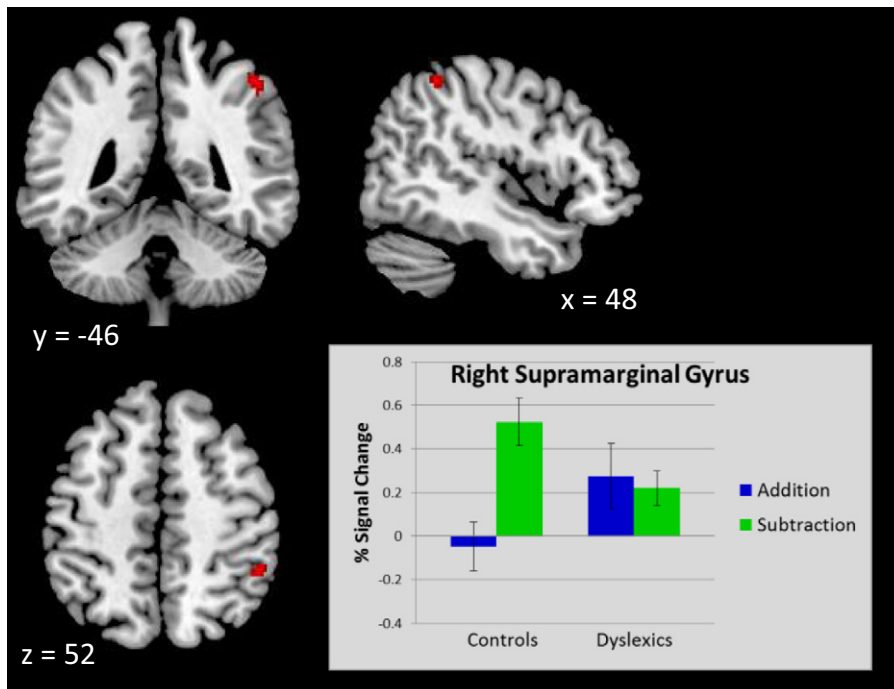 y = -46
x = 48
z = 52
Right Supramarginal Gyrus
% Signal Change
0.8
0.6
0.4
0.2
0
-0.2
-0.4
Controls
Dyslexics
Addition
Subtraction